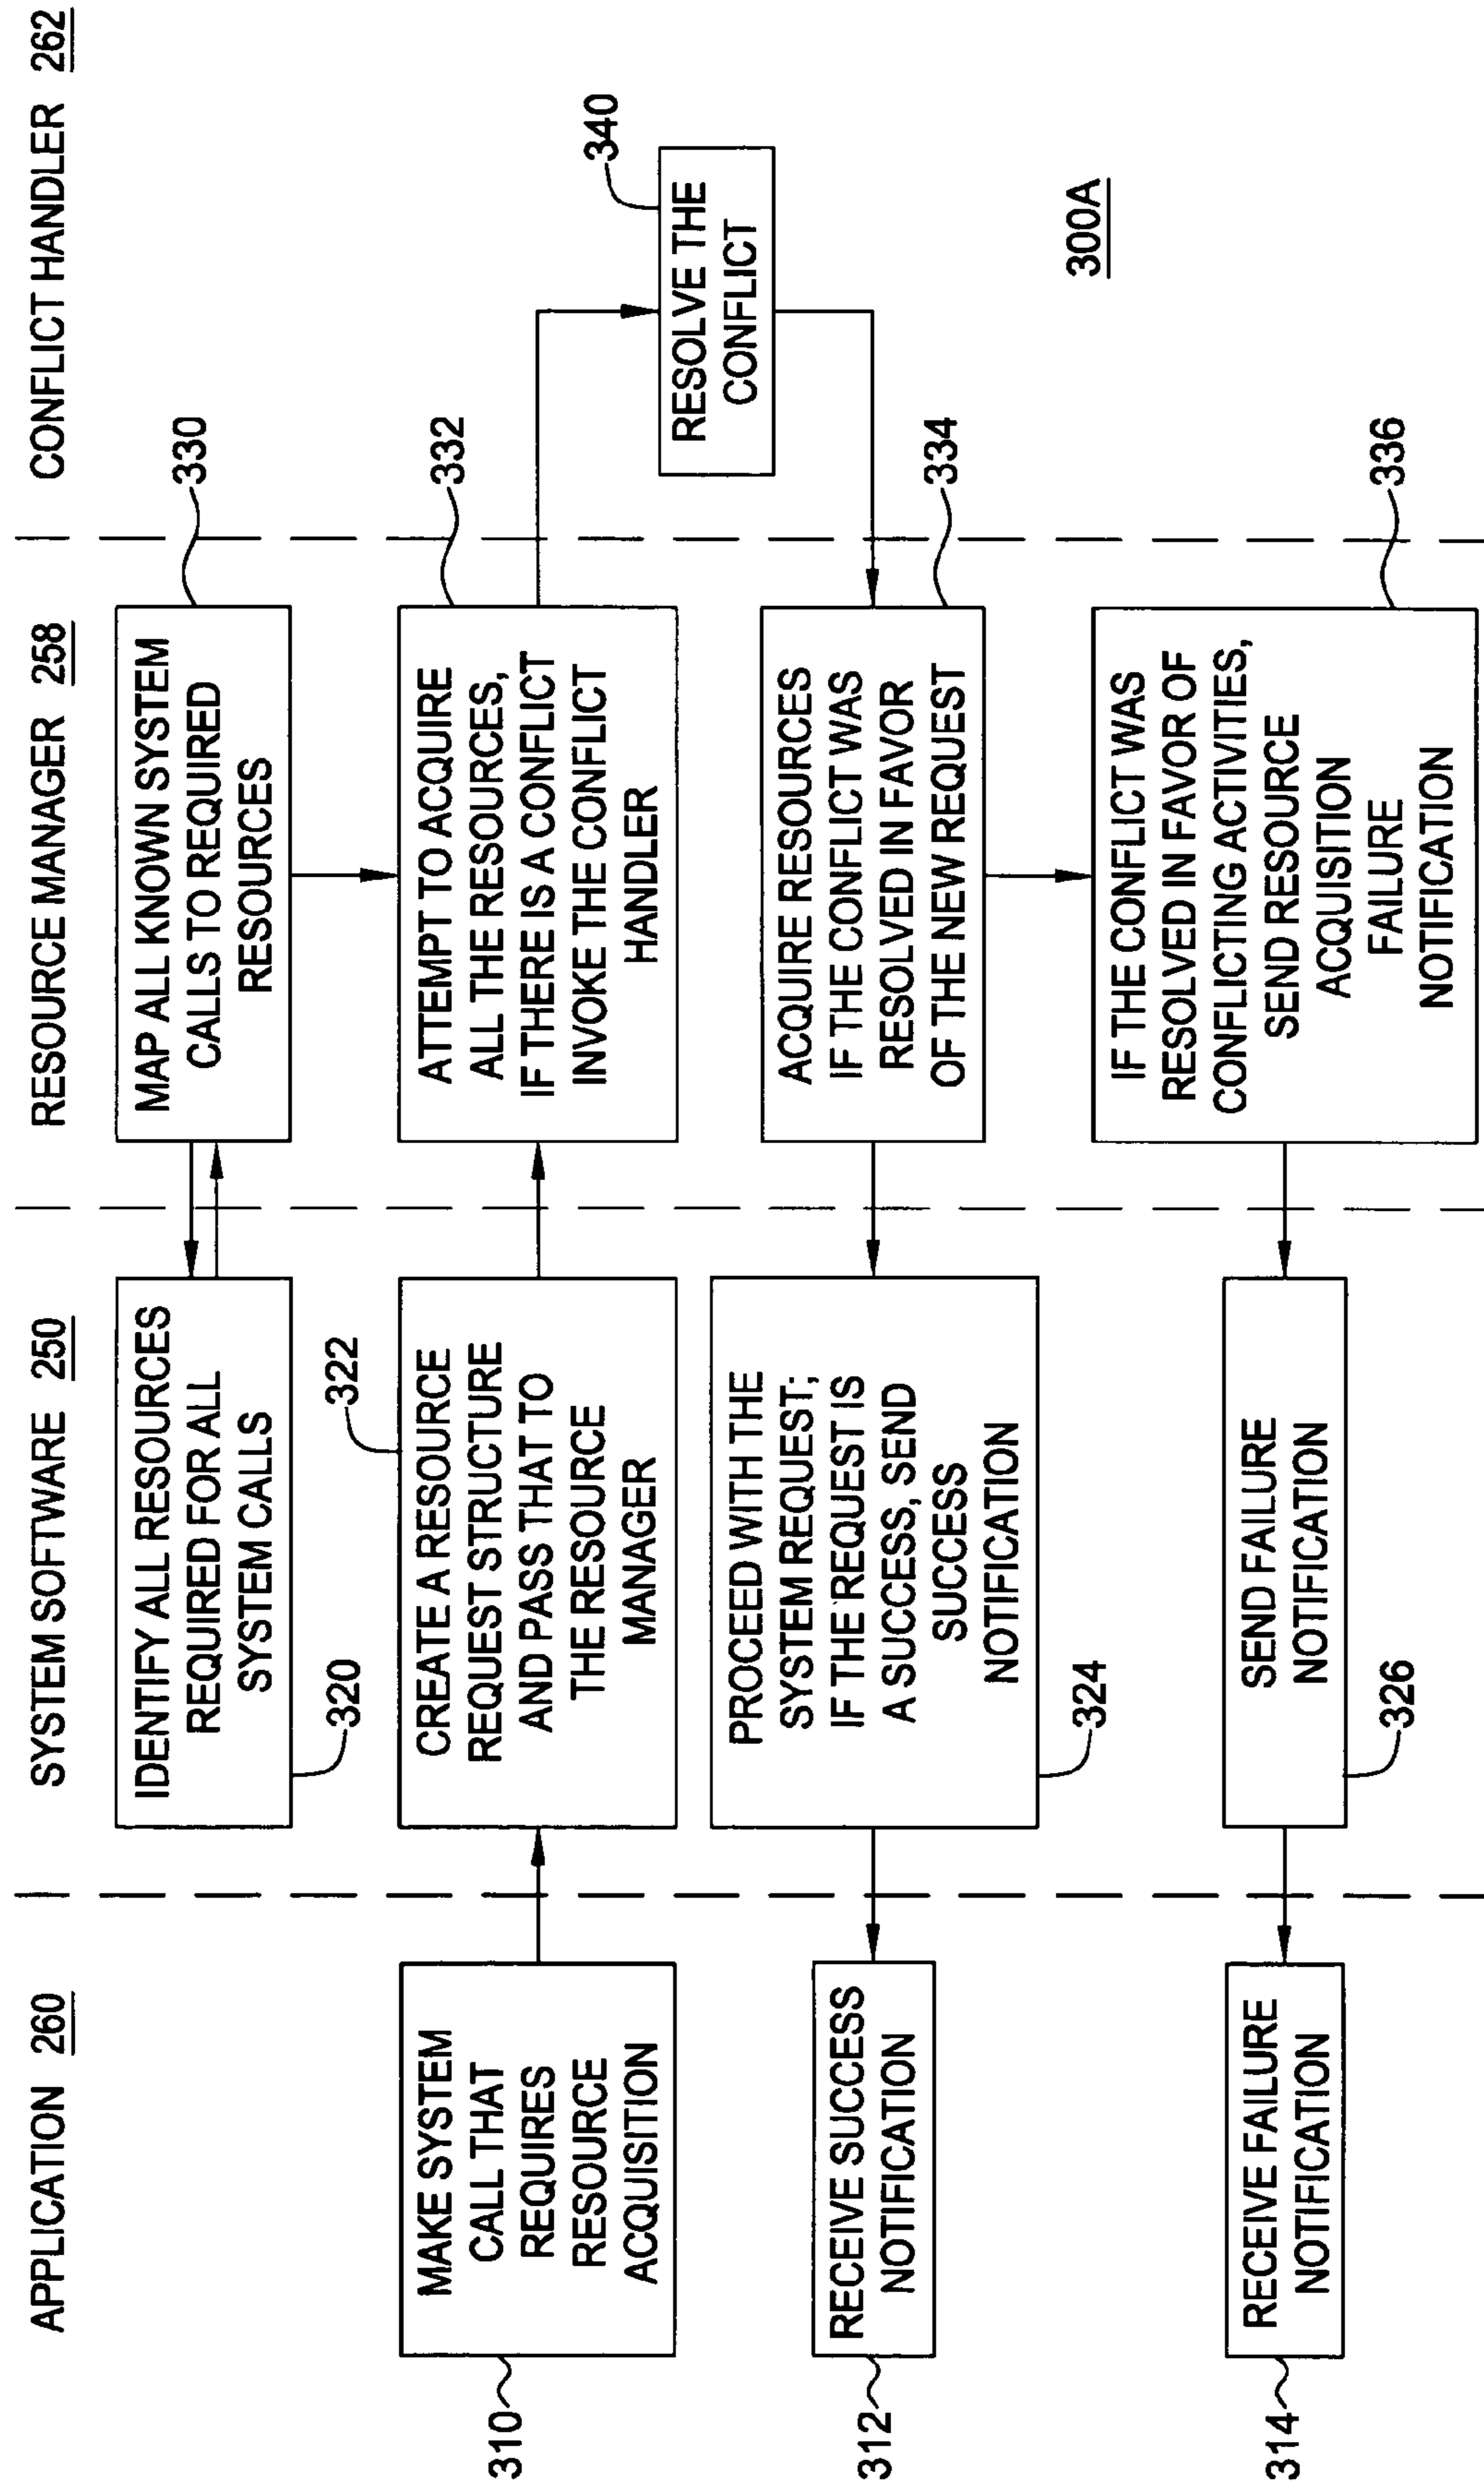 APPLICATION 260
SYSTEM SOFTWARE 250
RESOURCE MANAGER 258
CONFLICT HANDLER 262
IDENTIFY ALL RESOURCES
REQUIRED FOR ALL
SYSTEM CALLS
320
MAP ALL KNOWN SYSTEM
CALLS TO REQUIRED
RESOURCES
330
310
MAKE SYSTEM
CALL THAT
REQUIRES
RESOURCE
ACQUISITION
322
CREATE A RESOURCE
REQUEST STRUCTURE
AND PASS THAT TO
THE RESOURCE
MANAGER
ATTEMPT TO ACQUIRE
ALL THE RESOURCES,
IF THERE IS A CONFLICT
INVOKE THE CONFLICT
HANDLER
332
RESOLVE THE
CONFLICT
340
312
RECEIVE SUCCESS
NOTIFICATION
PROCEED WITH THE
SYSTEM REQUEST;
IF THE REQUEST IS
A SUCCESS, SEND
SUCCESS
NOTIFICATION
324
ACQUIRE RESOURCES
IF THE CONFLICT WAS
RESOLVED IN FAVOR
OF THE NEW REQUEST
334
314
RECEIVE FAILURE
NOTIFICATION
SEND FAILURE
NOTIFICATION
326
IF THE CONFLICT WAS
RESOLVED IN FAVOR OF
CONFLICTING ACTIVITIES,
SEND RESOURCE
ACQUISITION
FAILURE
NOTIFICATION
336
300A